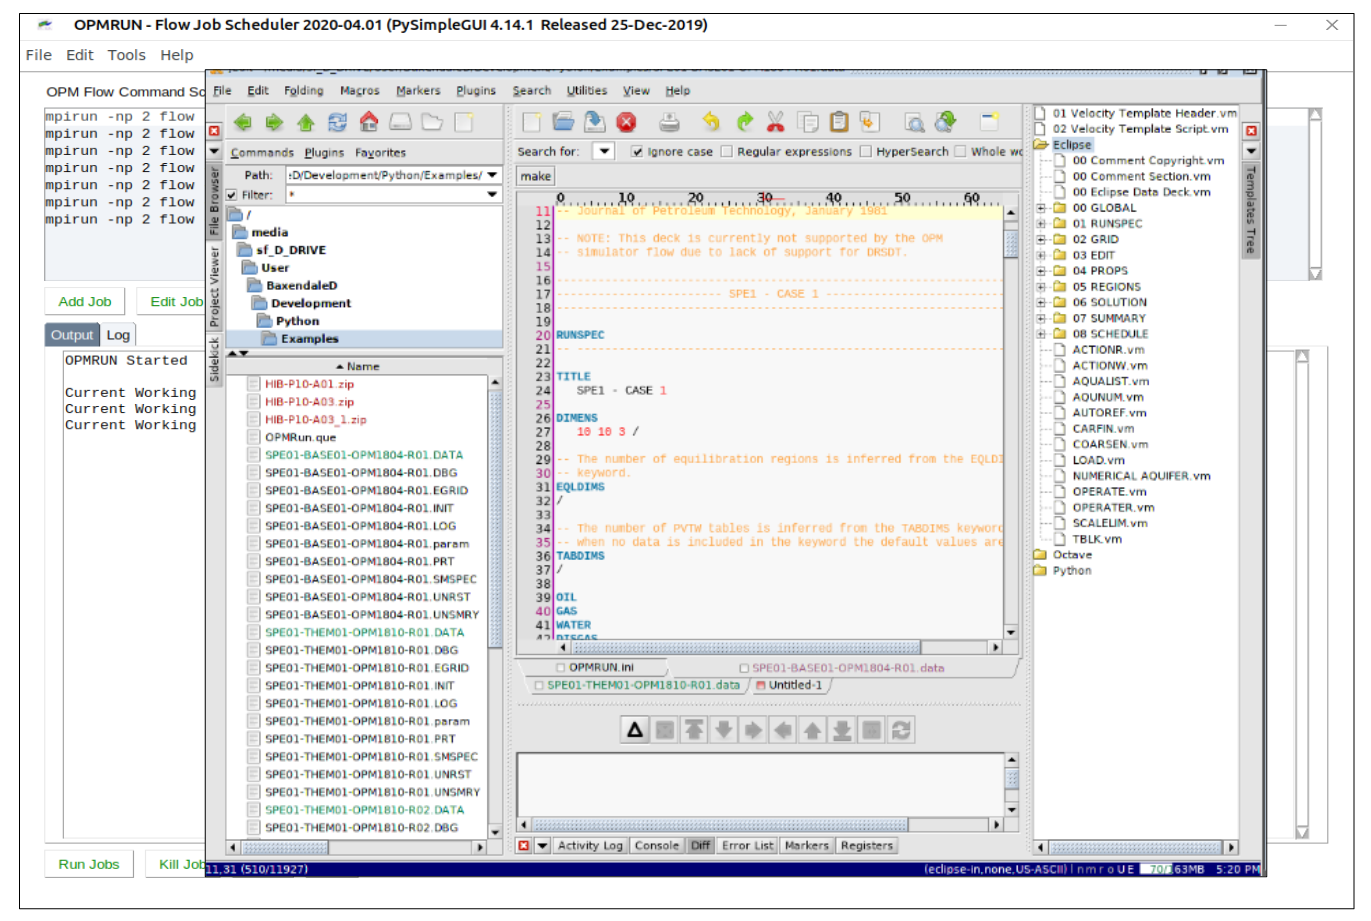 OPMRUN - Flow Job Scheduler 2020-04.01 (PySimpleGUI 4.14.1 Released 25-Dec-2019)
File Edit Tools Help
OPM Flow Command Sc
mpirun -np 2 flow
mpirun -np 2 flow
mpirun -np 2 flow
mpirun -np 2 flow
mpirun -np 2 flow
mpirun -np 2 flow
mpirun -np 2 flow
Add Job Edit Job
Output Log
OPMRUN Started
Current Working
Current Working
Current Working
Run Jobs Kill Job
File Edit Folding Macros Markers Plugins Search Utilities View Help
File Browser
Project Viewer
Sidekick
Commands Plugins Favorites
Path: :D/Development/Python/Examples/
Filter: *
/
media
sf_D_DRIVE
User
BaxendaleD
Development
Python
Examples
Name
HIB-P10-A01.zip
HIB-P10-A03.zip
HIB-P10-A03_1.zip
OPMRun.que
SPE01-BASE01-OPM1804-R01.DATA
SPE01-BASE01-OPM1804-R01.DBG
SPE01-BASE01-OPM1804-R01.EGRID
SPE01-BASE01-OPM1804-R01.INIT
SPE01-BASE01-OPM1804-R01.LOG
SPE01-BASE01-OPM1804-R01.param
SPE01-BASE01-OPM1804-R01.PRT
SPE01-BASE01-OPM1804-R01.SMSPEC
SPE01-BASE01-OPM1804-R01.UNRST
SPE01-BASE01-OPM1804-R01.UNSMRY
SPE01-THEM01-OPM1810-R01.DATA
SPE01-THEM01-OPM1810-R01.DBG
SPE01-THEM01-OPM1810-R01.EGRID
SPE01-THEM01-OPM1810-R01.INIT
SPE01-THEM01-OPM1810-R01.LOG
SPE01-THEM01-OPM1810-R01.param
SPE01-THEM01-OPM1810-R01.PRT
SPE01-THEM01-OPM1810-R01.SMSPEC
SPE01-THEM01-OPM1810-R01.UNRST
SPE01-THEM01-OPM1810-R01.UNSMRY
SPE01-THEM01-OPM1810-R02.DATA
SPE01-THEM01-OPM1810-R02.DBG
Search for: Ignore case Regular expressions HyperSearch Whole wo
make
0 10 20 30 40 50 60
11 -- Journal of Petroleum Technology, January 1981
12
13 -- NOTE: This deck is currently not supported by the OPM
14 -- simulator flow due to lack of support for DRSDT.
15
16 ------------------------------------------------------------------
17 ------------------------- SPE1 - CASE 1 --------------------------
18 ------------------------------------------------------------------
19
20 RUNSPEC
21 -- ---------------------------------------------------------------
22
23 TITLE
24 SPE1 - CASE 1
25
26 DIMENS
27 10 10 3 /
28
29 -- The number of equilibration regions is inferred from the EQLDI
30 -- keyword.
31 EQLDIMS
32 /
33
34 -- The number of PVTW tables is inferred from the TABDIMS keyword
35 -- when no data is included in the keyword the default values are
36 TABDIMS
37 /
38
39 OIL
40 GAS
41 WATER
42 DISGAS
OPMRUN.ini SPE01-BASE01-OPM1804-R01.data
SPE01-THEM01-OPM1810-R01.data Untitled-1
Activity Log Console Diff Error List Markers Registers
01 Velocity Template Header.vm
02 Velocity Template Script.vm
Eclipse
00 Comment Copyright.vm
00 Comment Section.vm
00 Eclipse Data Deck.vm
00 GLOBAL
01 RUNSPEC
02 GRID
03 EDIT
04 PROPS
05 REGIONS
06 SOLUTION
07 SUMMARY
08 SCHEDULE
ACTIONR.vm
ACTIONW.vm
AQUALIST.vm
AQUNUM.vm
AUTOREF.vm
CARFIN.vm
COARSEN.vm
LOAD.vm
NUMERICAL AQUIFER.vm
OPERATE.vm
OPERATER.vm
SCALELIM.vm
TBLK.vm
Octave
Python
Templates Tree
11,31 (510/11927) (eclipse-in,none,US-ASCII) n m r o U E 5:20 PM